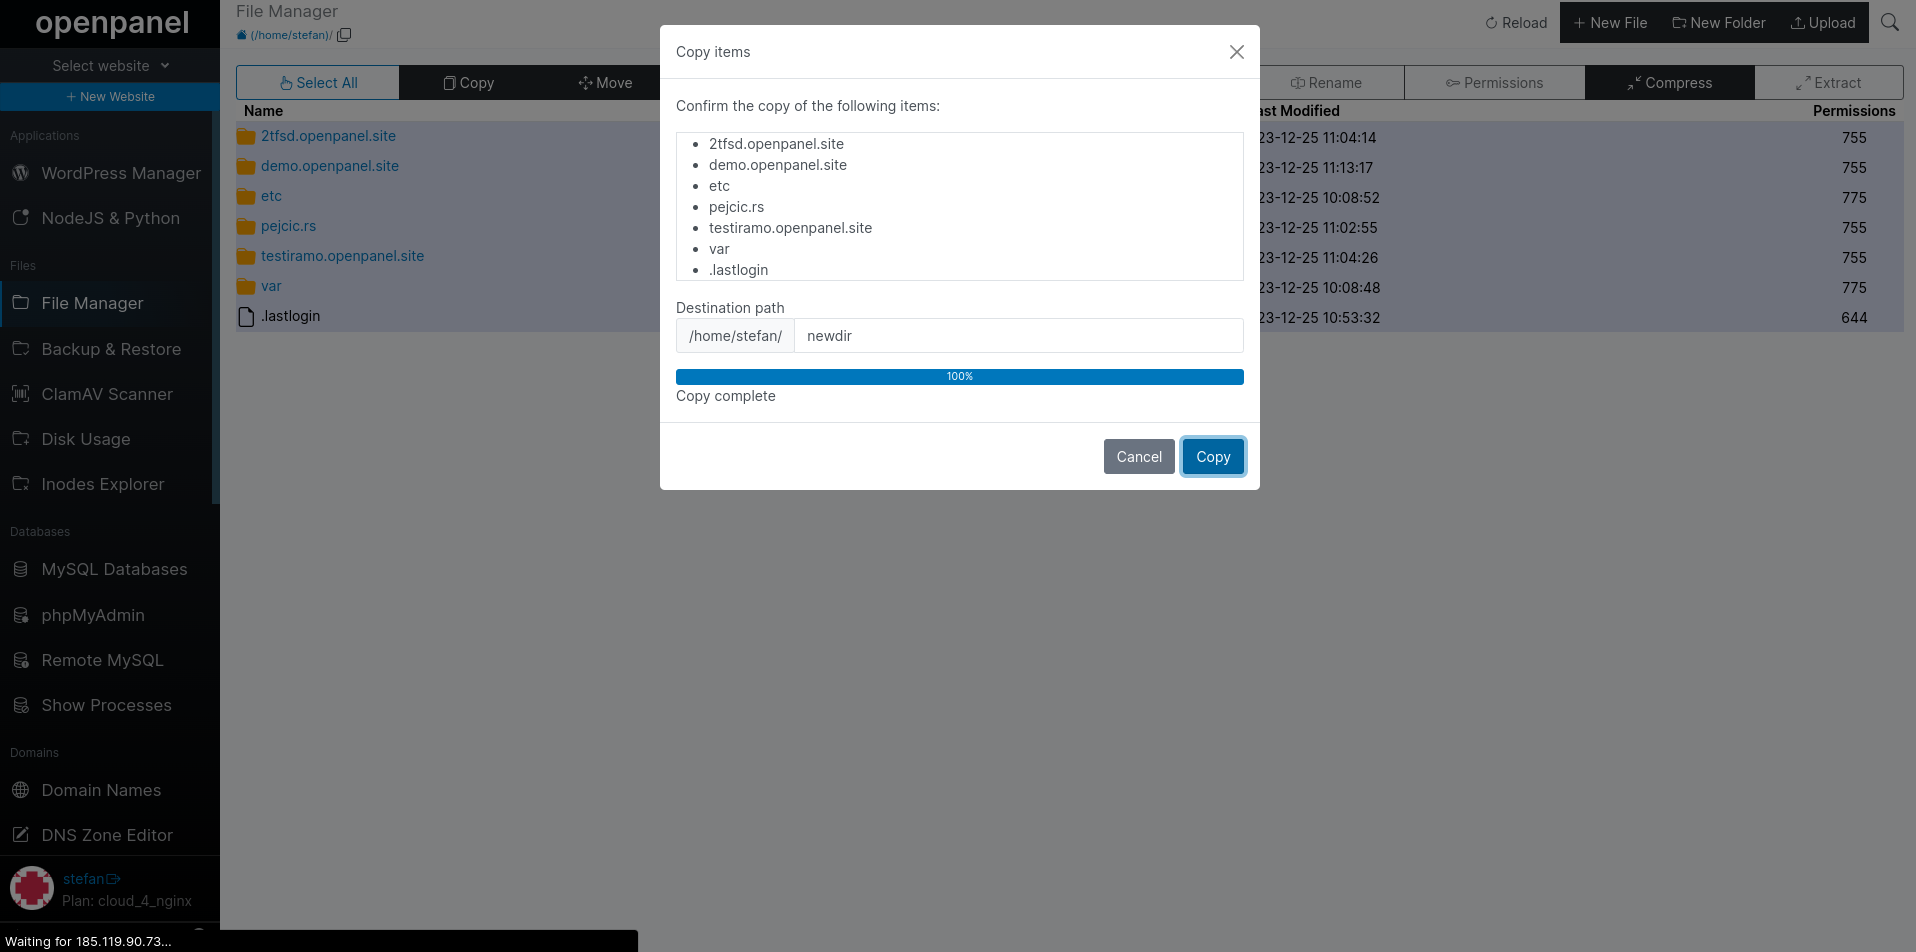 openpanel
Select website
+ New Website
Applications
WordPress Manager
NodeJS & Python
Files
File Manager
Backup & Restore
ClamAV Scanner
Disk Usage
Inodes Explorer
Databases
MySQL Databases
phpMyAdmin
Remote MySQL
Show Processes
Domains
Domain Names
DNS Zone Editor
stefan
Plan: cloud_4_nginx
Waiting for 185.119.90.73...
File Manager
(/home/stefan)/
Reload
+ New File
New Folder
Upload
Select All
Copy
Move
Rename
Permissions
Compress
Extract
Name
ast Modified
Permissions
2tfsd.openpanel.site
23-12-25 11:04:14
755
demo.openpanel.site
23-12-25 11:13:17
755
etc
23-12-25 10:08:52
775
pejcic.rs
23-12-25 11:02:55
755
testiramo.openpanel.site
23-12-25 11:04:26
755
var
23-12-25 10:08:48
775
.lastlogin
23-12-25 10:53:32
644
Copy items
Confirm the copy of the following items:
2tfsd.openpanel.site
demo.openpanel.site
etc
pejcic.rs
testiramo.openpanel.site
var
.lastlogin
Destination path
/home/stefan/
newdir
100%
Copy complete
Cancel
Copy